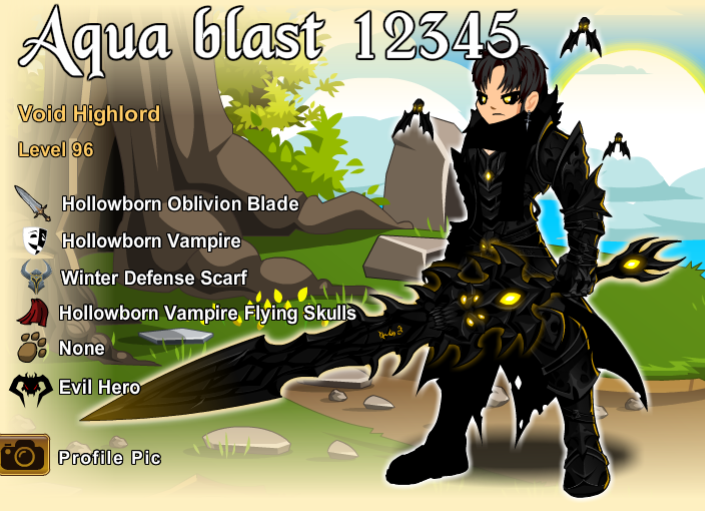 Aqua blast 12345
Void Highlord
Level 96
Hollowborn Oblivion Blade
Hollowborn Vampire
Winter Defense Scarf
Hollowborn Vampire Flying Skulls
None
Evil Hero
Profile Pic